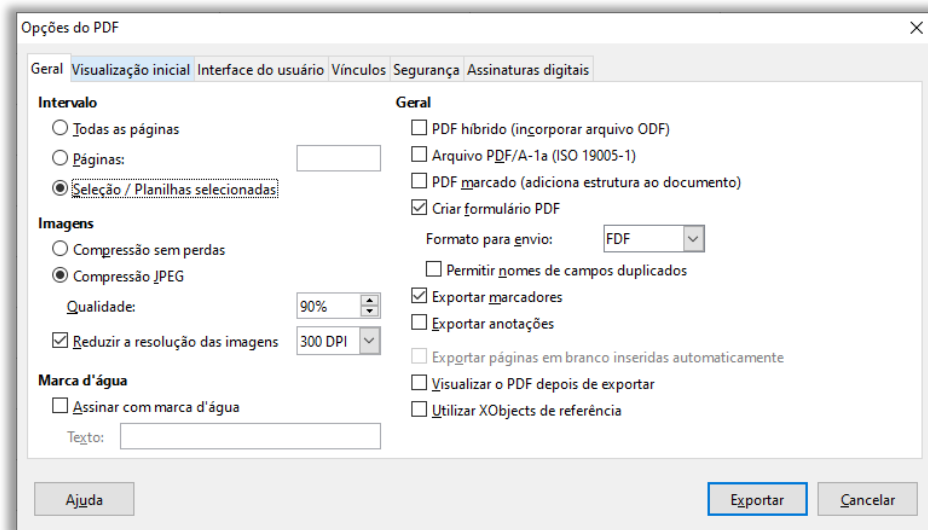 Opções do PDF
Geral Visualização inicial Interface do usuário Vínculos Segurança Assinaturas digitais
Intervalo
Todas as páginas
Páginas:
Seleção / Planilhas selecionadas
Imagens
Compressão sem perdas
Compressão JPEG
Qualidade: 90%
Reduzir a resolução das imagens 300 DPI
Marca d'água
Assinar com marca d'água
Texto:
Geral
PDF híbrido (incorporar arquivo ODF)
Arquivo PDF/A-1a (ISO 19005-1)
PDF marcado (adiciona estrutura ao documento)
Criar formulário PDF
Formato para envio: FDF
Permitir nomes de campos duplicados
Exportar marcadores
Exportar anotações
Exportar páginas em branco inseridas automaticamente
Visualizar o PDF depois de exportar
Utilizar XObjects de referência
Ajuda Exportar Cancelar